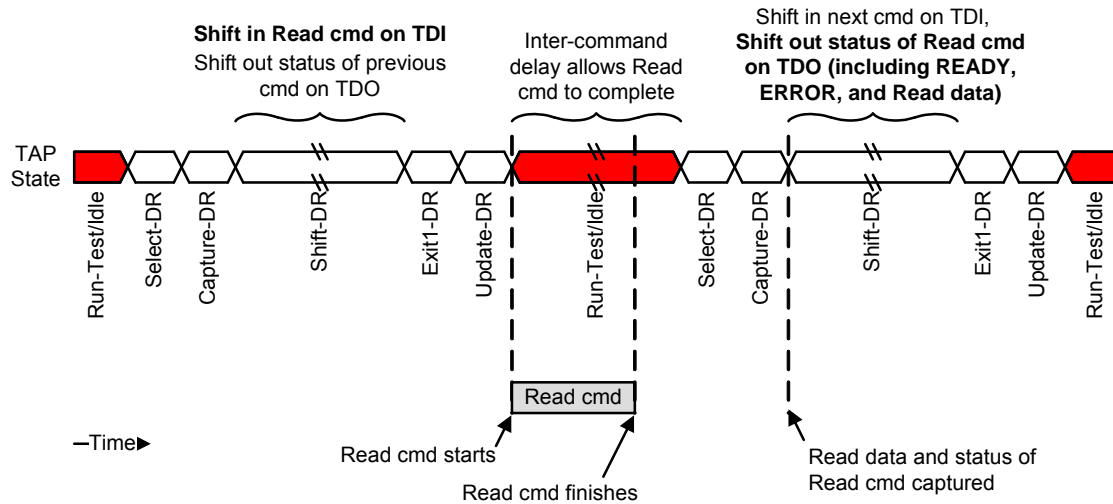 Shift in Read cmd on TDI
Shift out status of previous
cmd on TDO
Inter-command
delay allows Read
cmd to complete
Shift in next cmd on TDI,
Shift out status of Read cmd
on TDO (including READY,
ERROR, and Read data)
TAP
State
Run-Test/Idle
Select-DR
Capture-DR
Shift-DR
Exit1-DR
Update-DR
Run-Test/Idle
Select-DR
Capture-DR
Shift-DR
Exit1-DR
Update-DR
Run-Test/Idle
Read cmd
Time
Read cmd starts
Read cmd finishes
Read data and status of
Read cmd captured